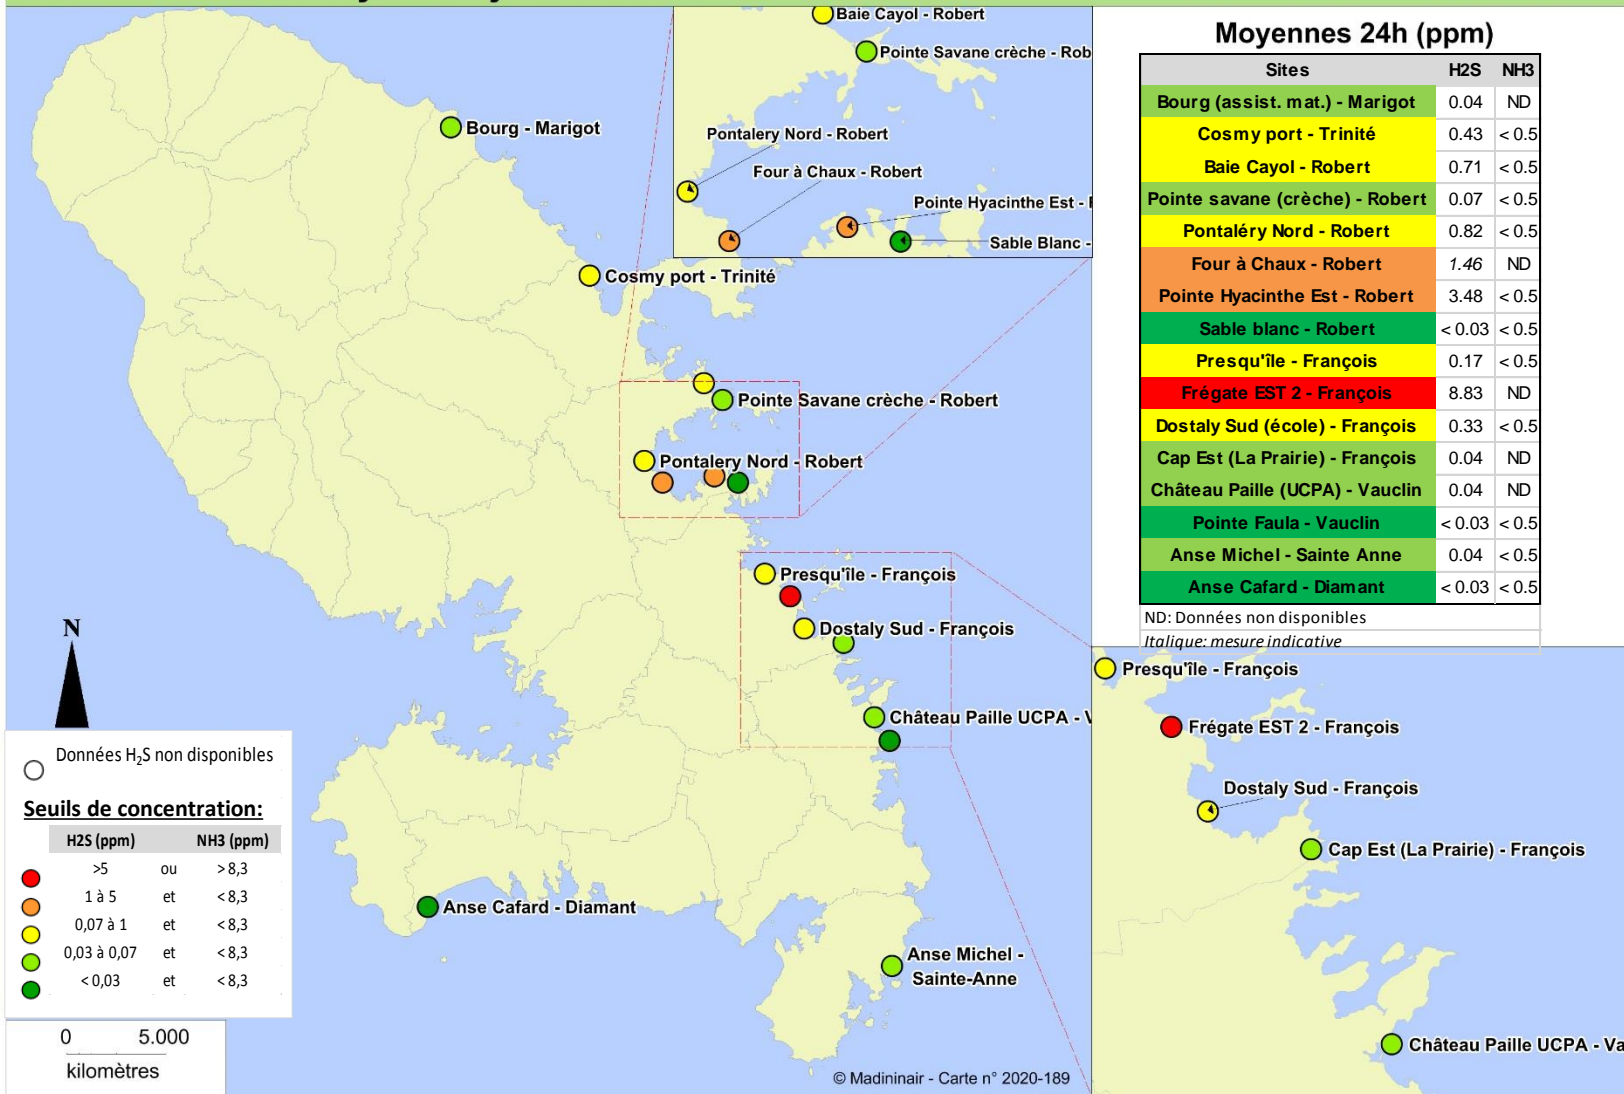 Baie Cayol - Robert
Pointe Savane crèche - Rob
Pontalery Nord - Robert
Four à Chaux - Robert
Pointe Hyacinthe Est -
Sable Blanc -
Bourg - Marigot
Cosmy port - Trinité
Pointe Savane crèche - Robert
Pontalery Nord - Robert
Presqu'île - François
Dostaly Sud - François
Château Paille UCPA - V
Anse Cafard - Diamant
Anse Michel -
Sainte-Anne
Moyennes 24h (ppm)
Sites H2S NH3
Bourg (assist. mat.) - Marigot 0.04 ND
Cosmy port - Trinité 0.43 < 0.5
Baie Cayol - Robert 0.71 < 0.5
Pointe savane (crèche) - Robert 0.07 < 0.5
Pontaléry Nord - Robert 0.82 < 0.5
Four à Chaux - Robert 1.46 ND
Pointe Hyacinthe Est - Robert 3.48 < 0.5
Sable blanc - Robert < 0.03 < 0.5
Presqu'île - François 0.17 < 0.5
Frégate EST 2 - François 8.83 ND
Dostaly Sud (école) - François 0.33 < 0.5
Cap Est (La Prairie) - François 0.04 ND
Château Paille (UCPA) - Vauclin 0.04 ND
Pointe Faula - Vauclin < 0.03 < 0.5
Anse Michel - Sainte Anne 0.04 < 0.5
Anse Cafard - Diamant < 0.03 < 0.5
ND: Données non disponibles
Italique: mesure indicative
Presqu'île - François
Frégate EST 2 - François
Dostaly Sud - François
Cap Est (La Prairie) - François
Château Paille UCPA - Va
N
Données H₂S non disponibles
Seuils de concentration:
H2S (ppm) NH3 (ppm)
>5 ou > 8,3
1 à 5 et < 8,3
0,07 à 1 et < 8,3
0,03 à 0,07 et < 8,3
< 0,03 et < 8,3
0 5.000
kilomètres
© Madininair - Carte n° 2020-189